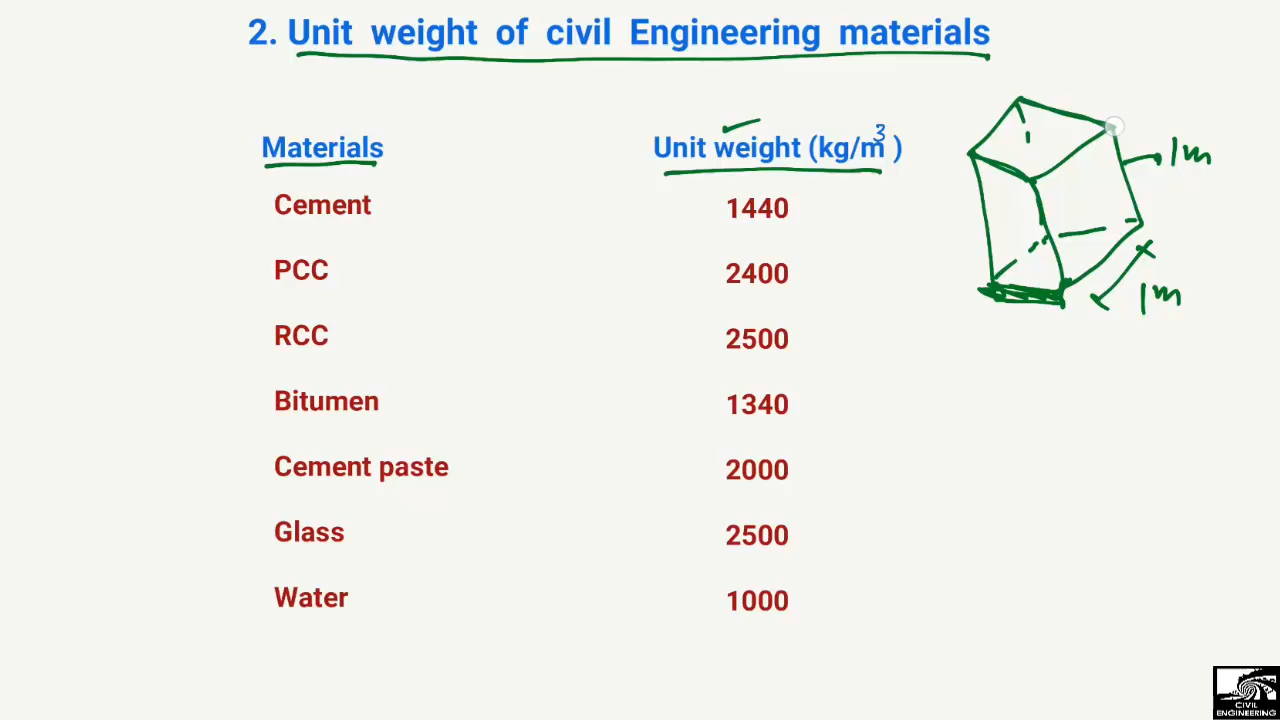 2. Unit weight of civil Engineering materials
Materials Unit weight (kg/m³)
Cement 1440
PCC 2400
RCC 2500
Bitumen 1340
Cement paste 2000
Glass 2500
Water 1000
1m
1m
CIVIL
ENGINEERING